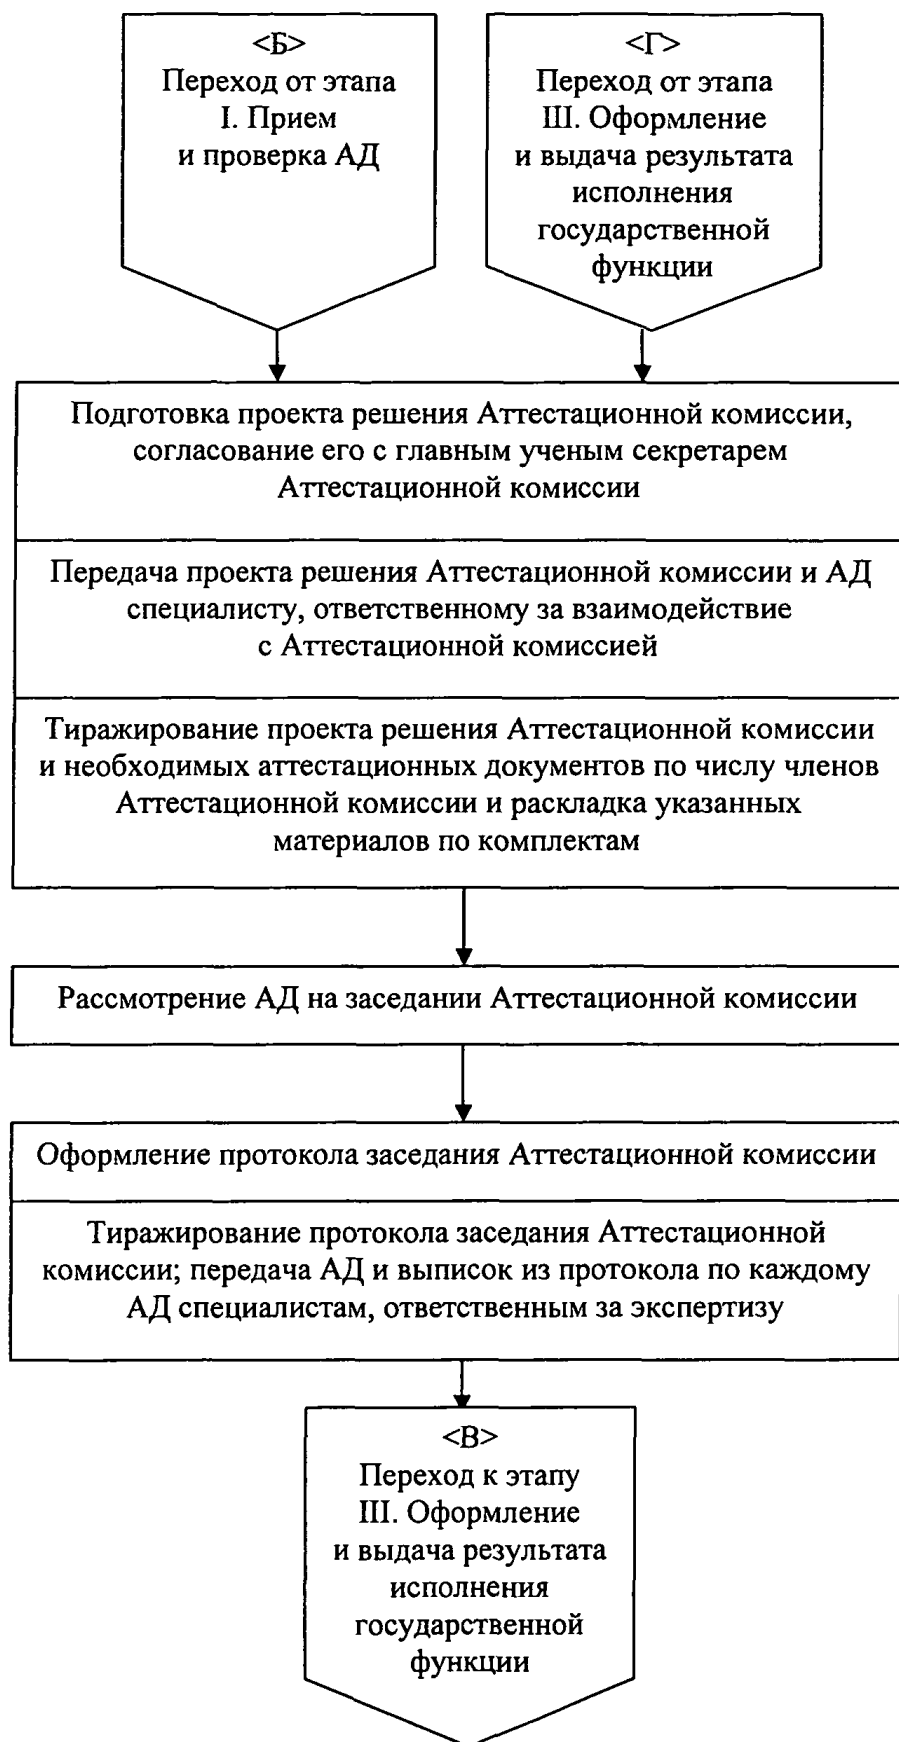 <Б>
Переход от этапа
I. Прием
и проверка АД
<Г>
Переход от этапа
III. Оформление
и выдача результата
исполнения
государственной
функции
Подготовка проекта решения Аттестационной комиссии,
согласование его с главным ученым секретарем
Аттестационной комиссии
Передача проекта решения Аттестационной комиссии и АД
специалисту, ответственному за взаимодействие
с Аттестационной комиссией
Тиражирование проекта решения Аттестационной комиссии
и необходимых аттестационных документов по числу членов
Аттестационной комиссии и раскладка указанных
материалов по комплектам
Рассмотрение АД на заседании Аттестационной комиссии
Оформление протокола заседания Аттестационной комиссии
Тиражирование протокола заседания Аттестационной
комиссии; передача АД и выписок из протокола по каждому
АД специалистам, ответственным за экспертизу
<В>
Переход к этапу
III. Оформление
и выдача результата
исполнения
государственной
функции